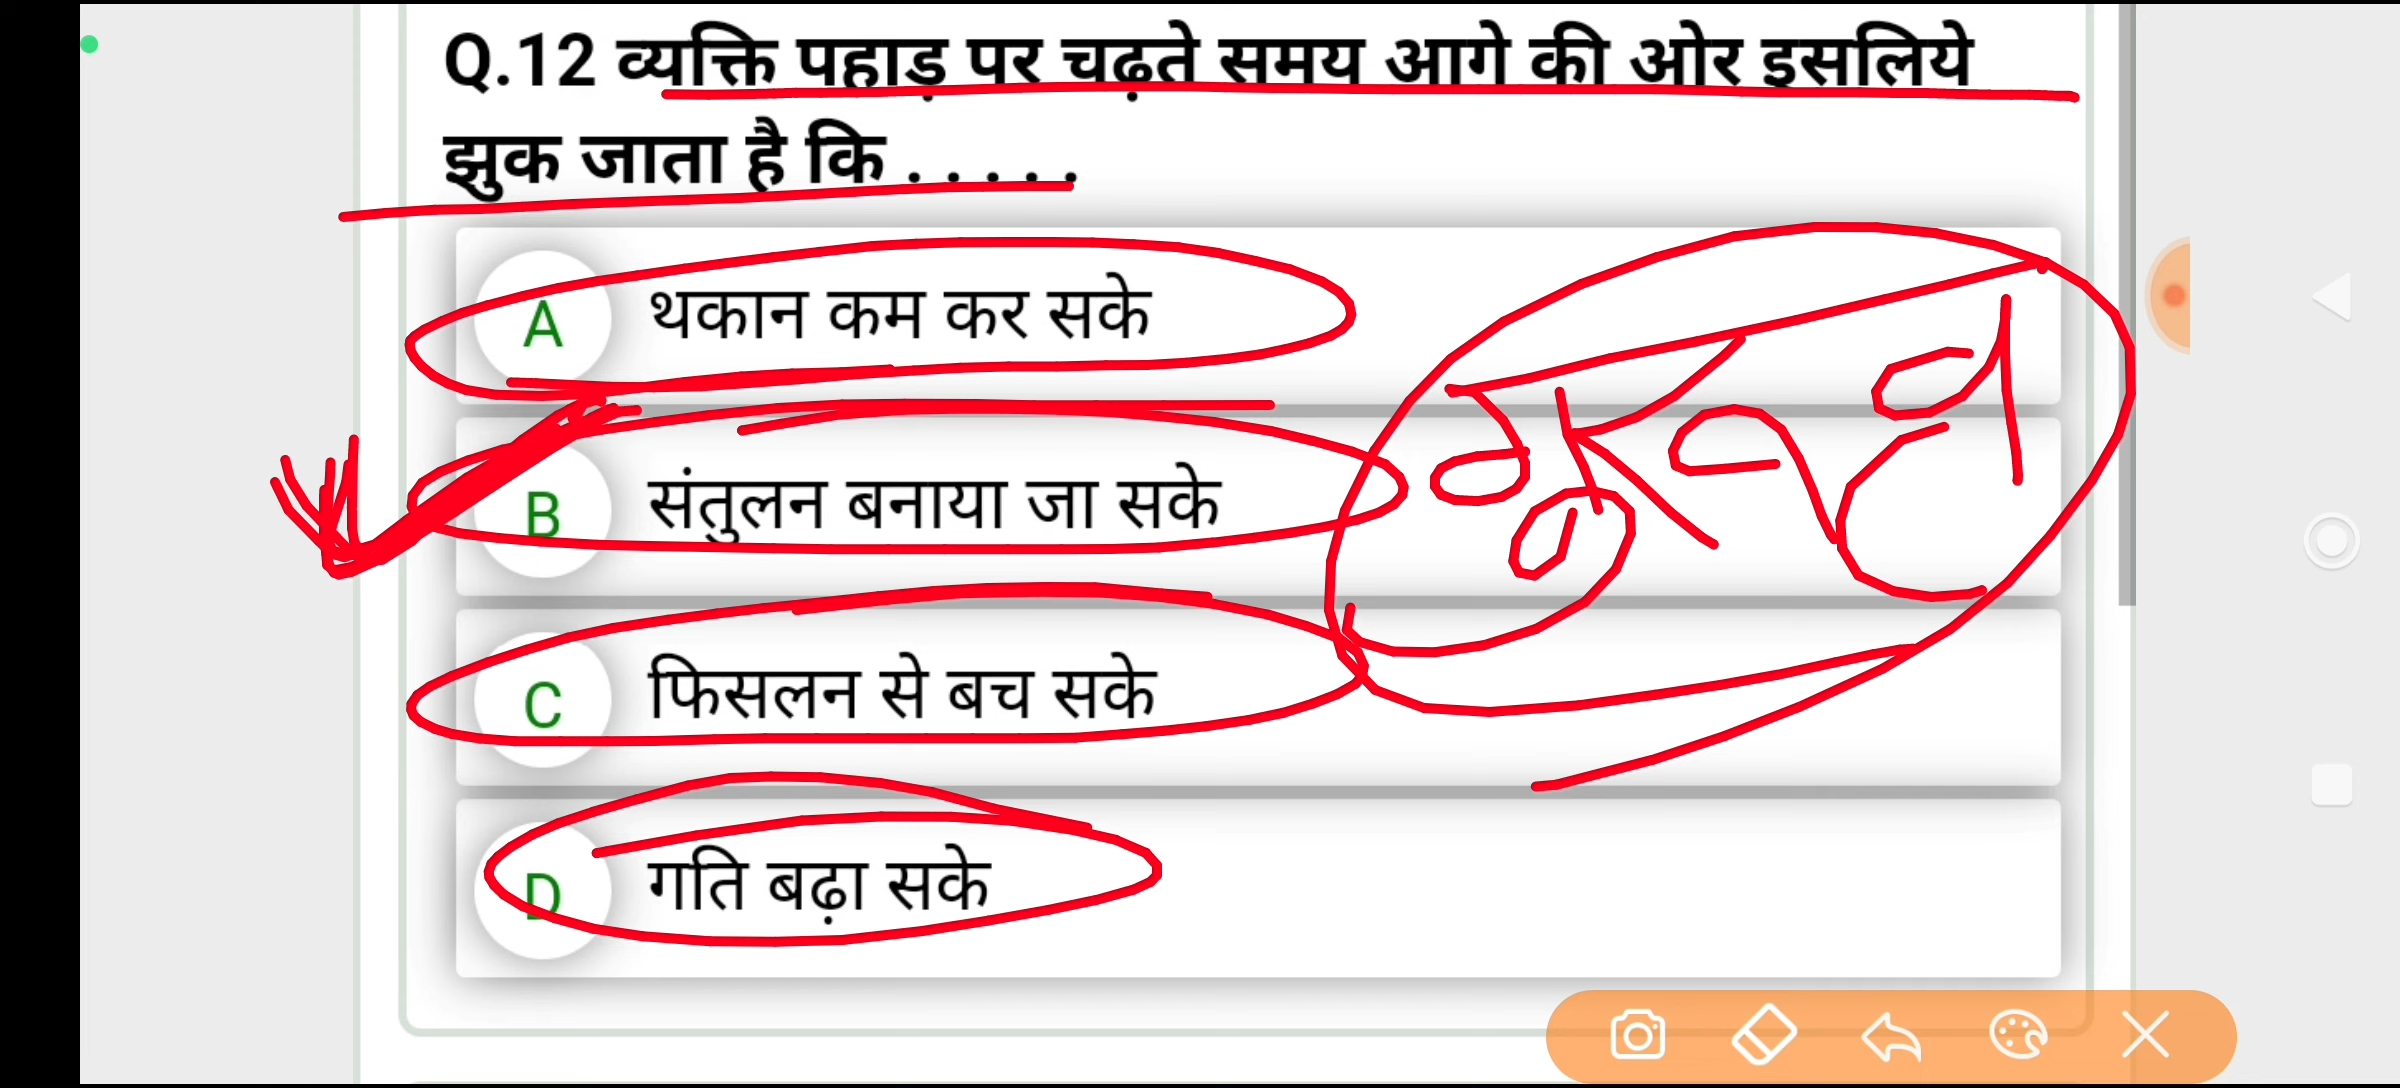 Q.12 व्यक्ति पहाड़ पर चढ़ते समय आगे की ओर इसलिये
झुक जाता है कि . . . . .
A थकान कम कर सके
B संतुलन बनाया जा सके
C फिसलन से बच सके
D गति बढ़ा सके